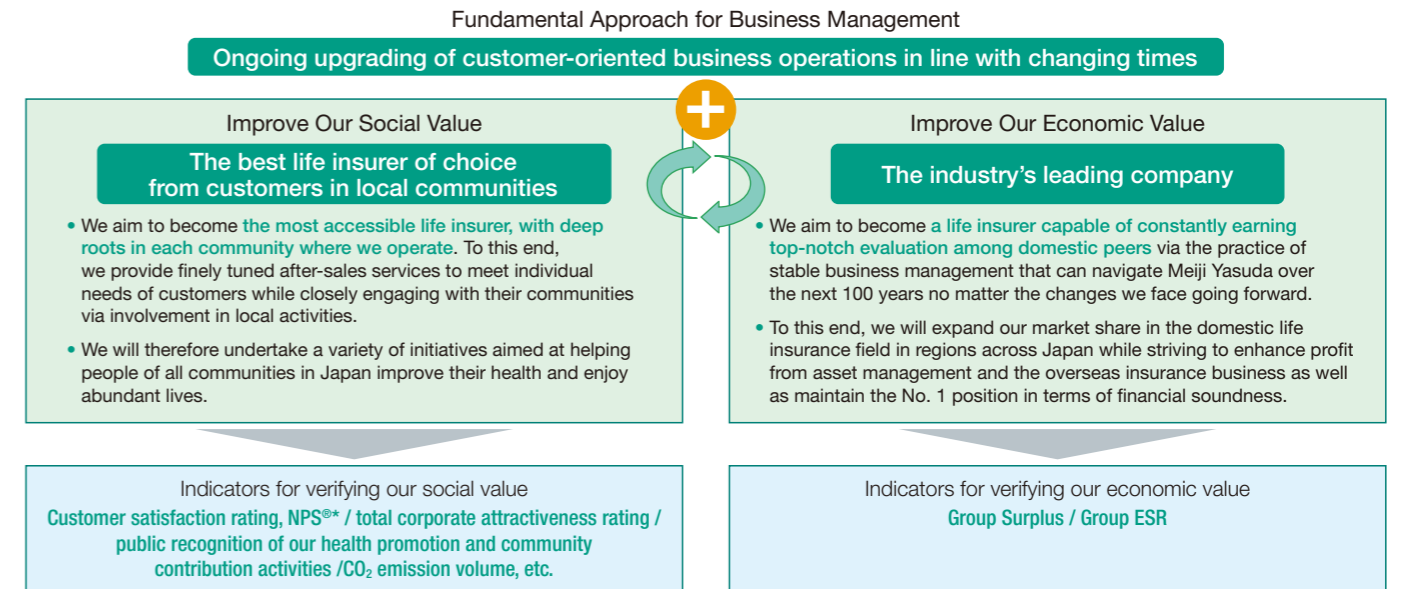 Fundamental Approach for Business Management
Ongoing upgrading of customer-oriented business operations in line with changing times
Improve Our Social Value
The best life insurer of choice
from customers in local communities
• We aim to become the most accessible life insurer, with deep
roots in each community where we operate. To this end,
we provide finely tuned after-sales services to meet individual
needs of customers while closely engaging with their communities
via involvement in local activities.
• We will therefore undertake a variety of initiatives aimed at helping
people of all communities in Japan improve their health and enjoy
abundant lives.
Improve Our Economic Value
The industry's leading company
• We aim to become a life insurer capable of constantly earning
top-notch evaluation among domestic peers via the practice of
stable business management that can navigate Meiji Yasuda over
the next 100 years no matter the changes we face going forward.
• To this end, we will expand our market share in the domestic life
insurance field in regions across Japan while striving to enhance profit
from asset management and the overseas insurance business as well
as maintain the No. 1 position in terms of financial soundness.
Indicators for verifying our social value
Customer satisfaction rating, NPS®* / total corporate attractiveness rating /
public recognition of our health promotion and community
contribution activities /CO₂ emission volume, etc.
Indicators for verifying our economic value
Group Surplus / Group ESR